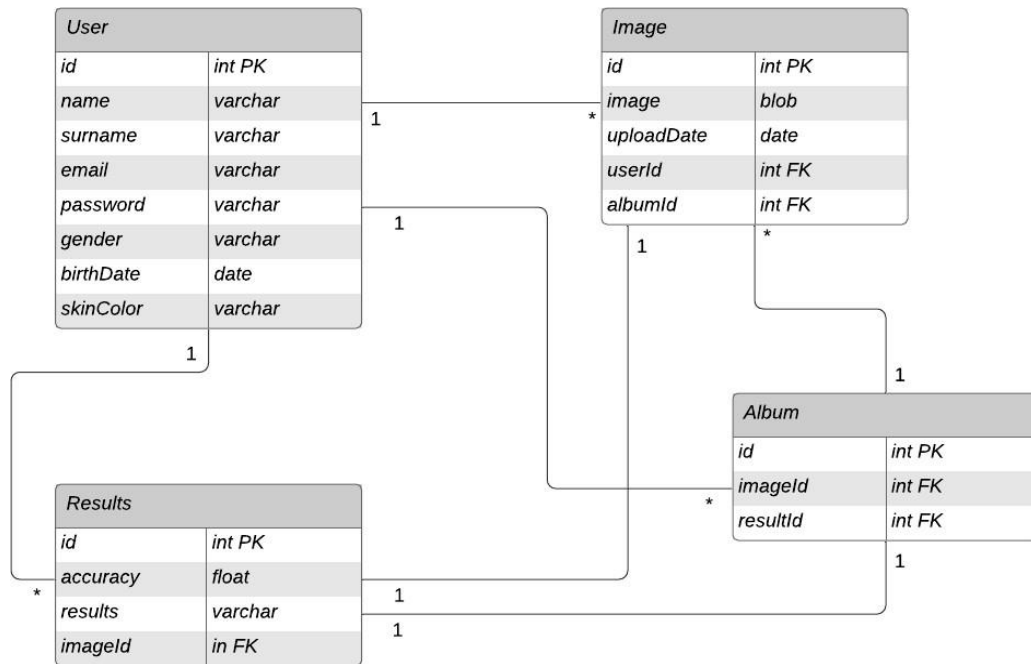 User
id int PK
name varchar
surname varchar
email varchar
password varchar
gender varchar
birthDate date
skinColor varchar
Image
id int PK
image blob
uploadDate date
userId int FK
albumId int FK
1
*
1
*
1
1
1
Album
id int PK
imageId int FK
resultId int FK
*
1
Results
id int PK
accuracy float
results varchar
imageId in FK
*
1
1